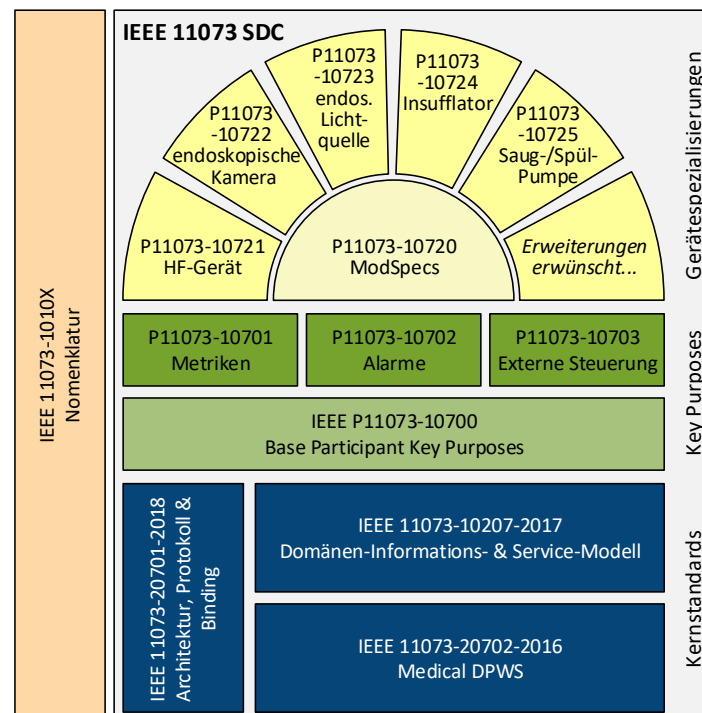 IEEE 11073 SDC
P11073
-10723
endos.
Licht-
quelle
P11073
-10724
Insufflator
P11073
-10722
endoskopische
Kamera
P11073
-10725
Saug-/Spül-
Pumpe
P11073-10721
HF-Gerät
P11073-10720
ModSpecs
Erweiterungen
erwünscht...
Gerätespezialisierungen
IEEE 11073-1010X
Nomenklatur
P11073-10701
Metriken
P11073-10702
Alarme
P11073-10703
Externe Steuerung
IEEE P11073-10700
Base Participant Key Purposes
Key Purposes
IEEE 11073-20701-2018
Architektur, Protokoll &
Binding
IEEE 11073-10207-2017
Domänen-Informations- & Service-Modell
IEEE 11073-20702-2016
Medical DPWS
Kernstandards